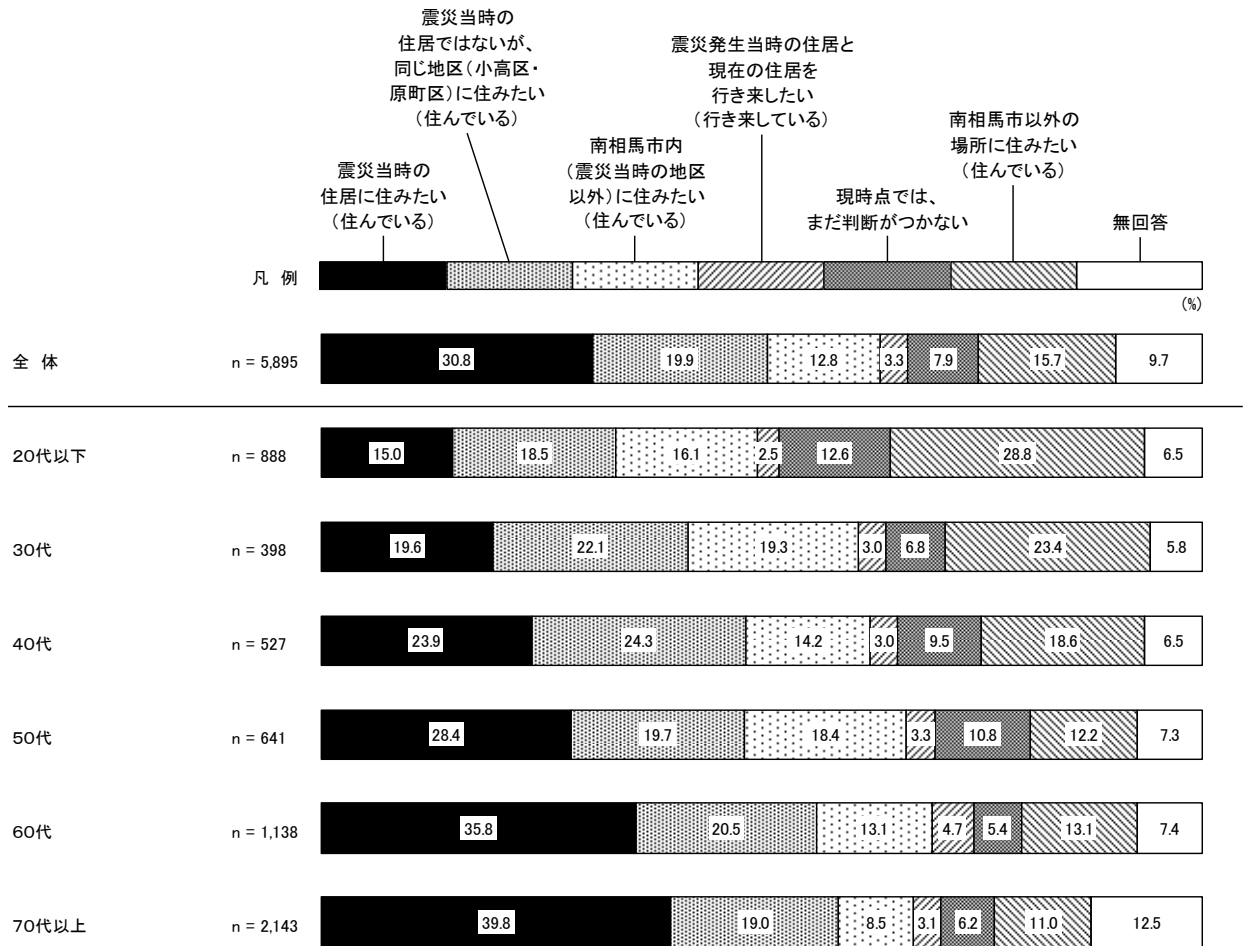 震災当時の
住居ではないが、
同じ地区(小高区・
原町区)に住みたい
(住んでいる)
震災発生当時の住居と
現在の住居を
行き来したい
(行き来している)
南相馬市以外の
場所に住みたい
(住んでいる)
南相馬市内
(震災当時の地区
以外)に住みたい
(住んでいる)
震災当時の
住居に住みたい
(住んでいる)
現時点では、
まだ判断がつかない
無回答
凡 例
(%)
全 体 n = 5,895 30.8 19.9 12.8 3.3 7.9 15.7 9.7
20代以下 n = 888 15.0 18.5 16.1 2.5 12.6 28.8 6.5
30代 n = 398 19.6 22.1 19.3 3.0 6.8 23.4 5.8
40代 n = 527 23.9 24.3 14.2 3.0 9.5 18.6 6.5
50代 n = 641 28.4 19.7 18.4 3.3 10.8 12.2 7.3
60代 n = 1,138 35.8 20.5 13.1 4.7 5.4 13.1 7.4
70代以上 n = 2,143 39.8 19.0 8.5 3.1 6.2 11.0 12.5